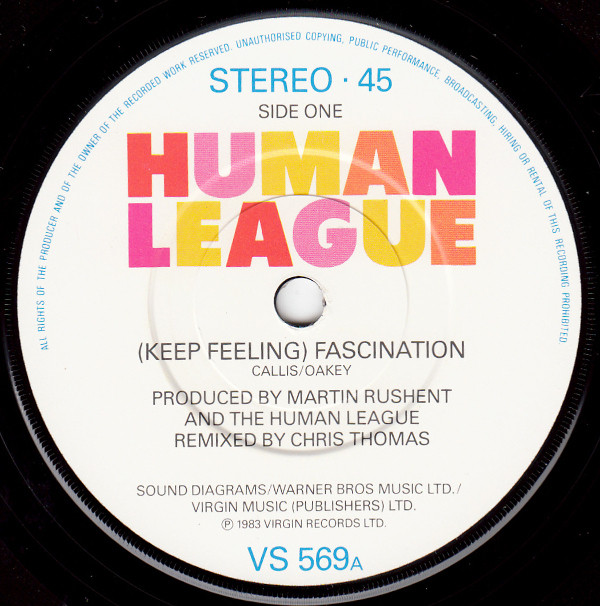 ALL RIGHTS OF THE PRODUCER AND OF THE OWNER OF THE RECORDED WORK RESERVED. UNAUTHORISED COPYING, PUBLIC PERFORMANCE, BROADCASTING, HIRING OR RENTAL OF THIS RECORDING PROHIBITED.
STEREO · 45
SIDE ONE
HUMAN
LEAGUE
(KEEP FEELING) FASCINATION
CALLIS/OAKEY
PRODUCED BY MARTIN RUSHENT
AND THE HUMAN LEAGUE
REMIXED BY CHRIS THOMAS
SOUND DIAGRAMS/WARNER BROS MUSIC LTD./
VIRGIN MUSIC (PUBLISHERS) LTD.
℗ 1983 VIRGIN RECORDS LTD.
VS 569A